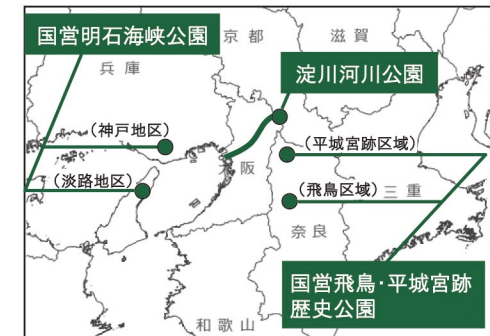 国営明石海峡公園
京都
滋賀
兵庫
淀川河川公園
(神戸地区)
(平城宮跡区域)
大阪
(淡路地区)
(飛鳥区域)
三重
奈良
国営飛鳥・平城宮跡
歴史公園
和歌山